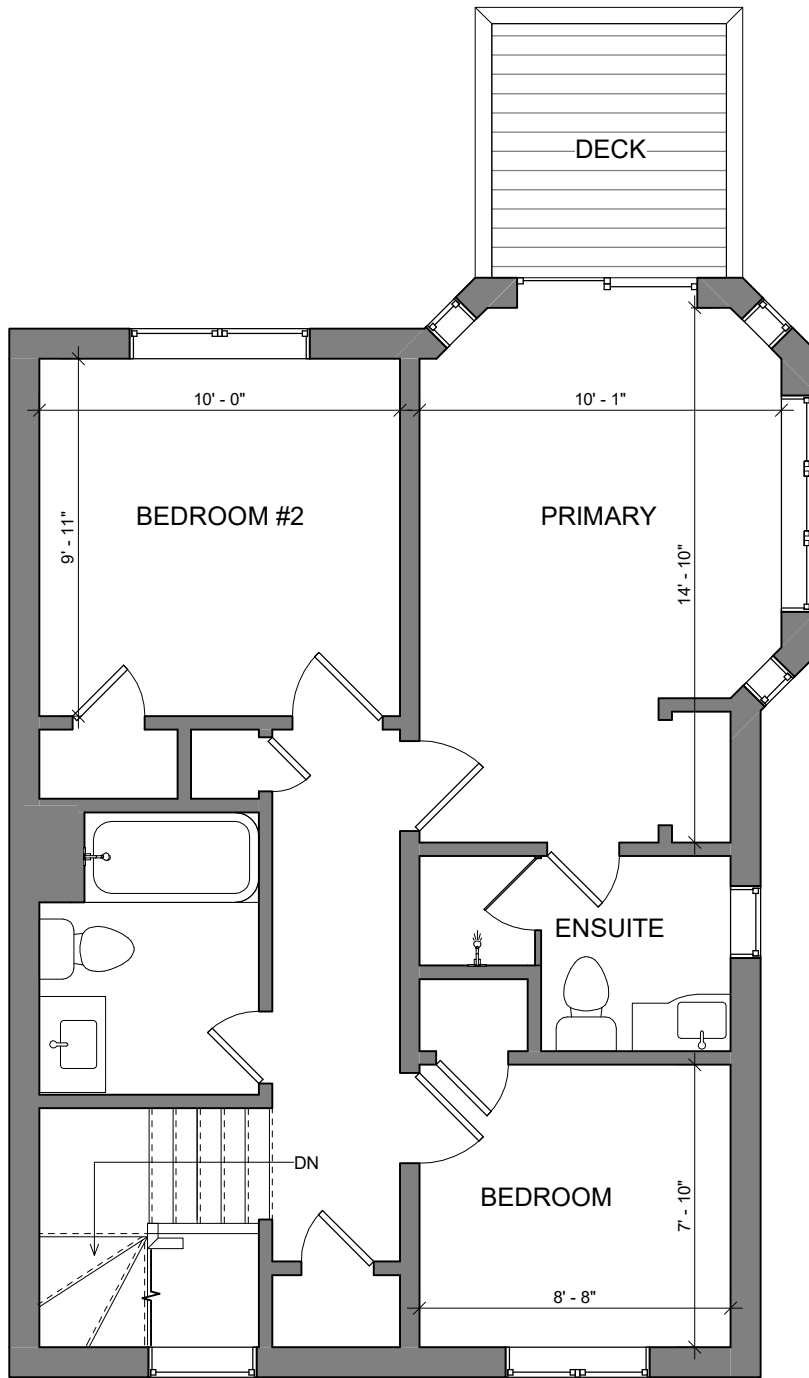 DECK
10' - 0"
10' - 1"
BEDROOM #2
PRIMARY
9' - 11"
14' - 10"
ENSUITE
DN
BEDROOM
7' - 10"
8' - 8"